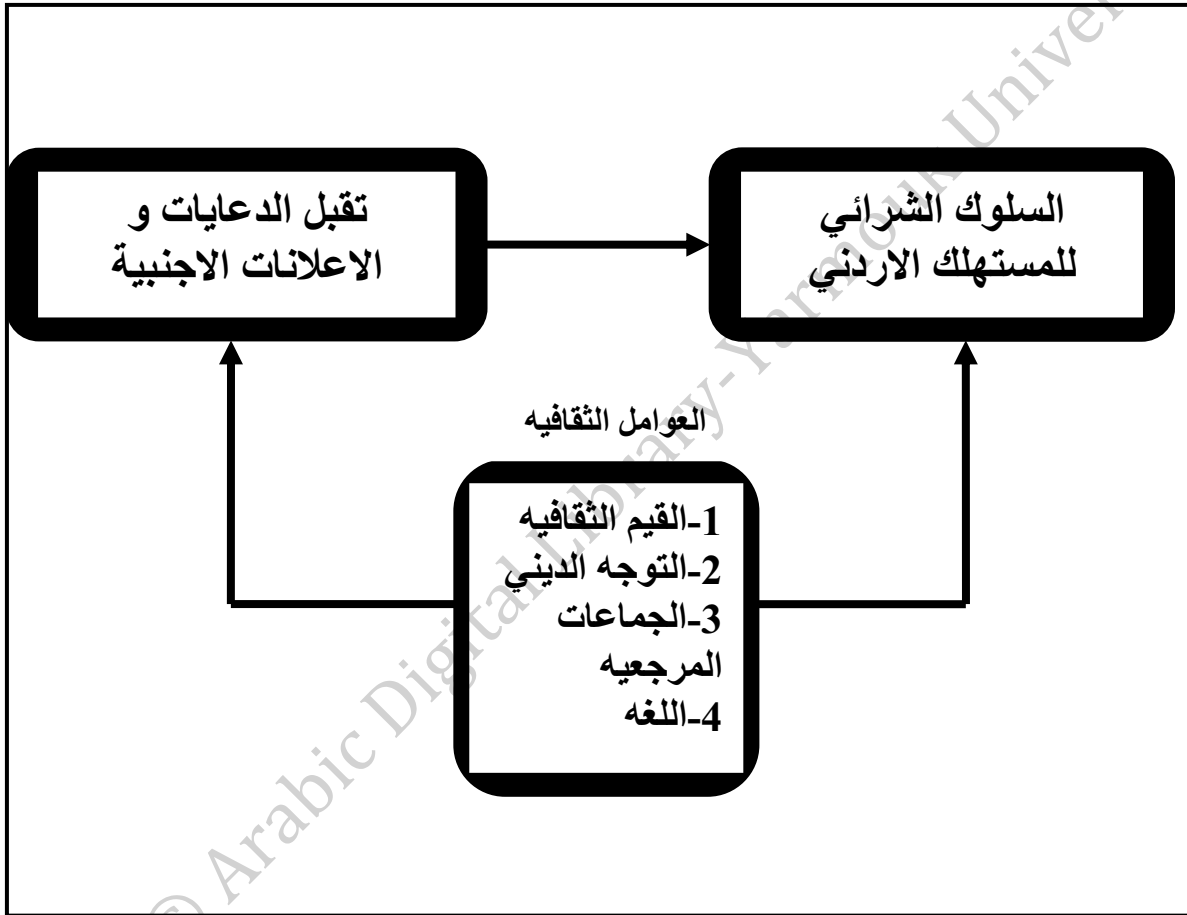 السلوك الشرائي
للمستهلك الاردني
تقبل الدعايات و
الاعلانات الاجنبية
العوامل الثقافيه
1-القيم الثقافيه
2-التوجه الديني
3-الجماعات
المرجعيه
4-اللغه
© Arabic Digital Library-Yarmouk Univer